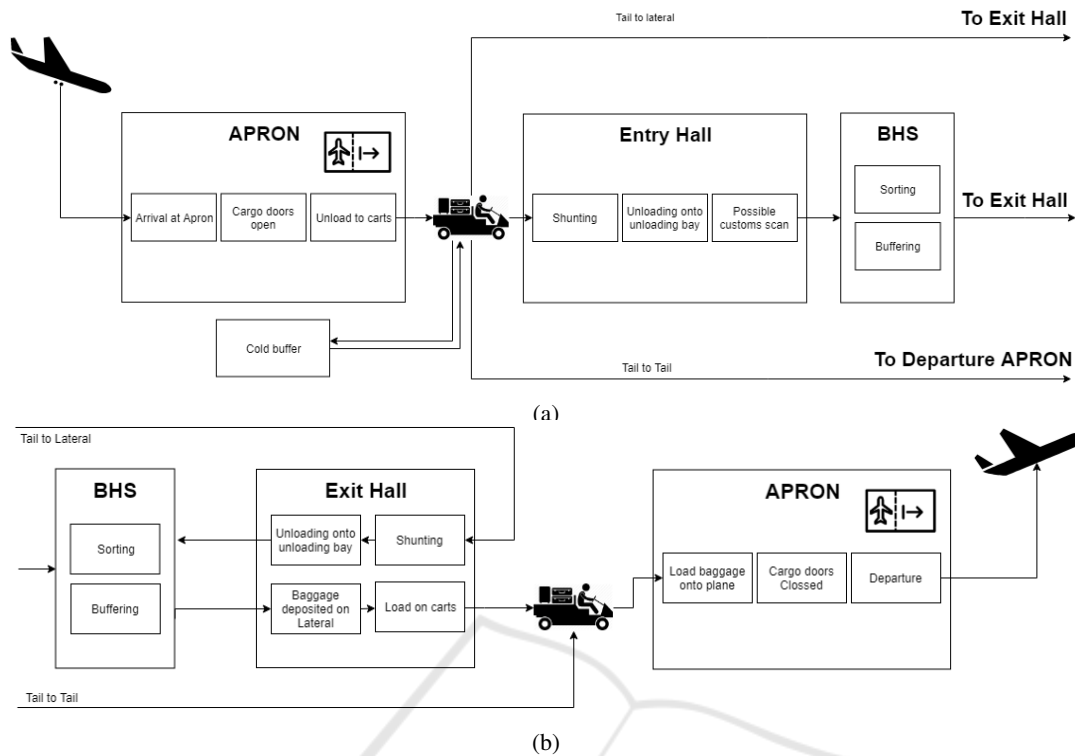 Tail to lateral
To Exit Hall
APRON
Entry Hall
BHS
Arrival at Apron
Cargo doors
open
Unload to carts
Shunting
Unloading onto
unloading bay
Possible
customs scan
Sorting
Buffering
To Exit Hall
Cold buffer
Tail to Tail
To Departure APRON
(a)
Tail to Lateral
BHS
Exit Hall
APRON
Sorting
Buffering
Unloading onto
unloading bay
Shunting
Baggage
deposited on
Lateral
Load on carts
Load baggage
onto plane
Cargo doors
Clossed
Departure
Tail to Tail
(b)